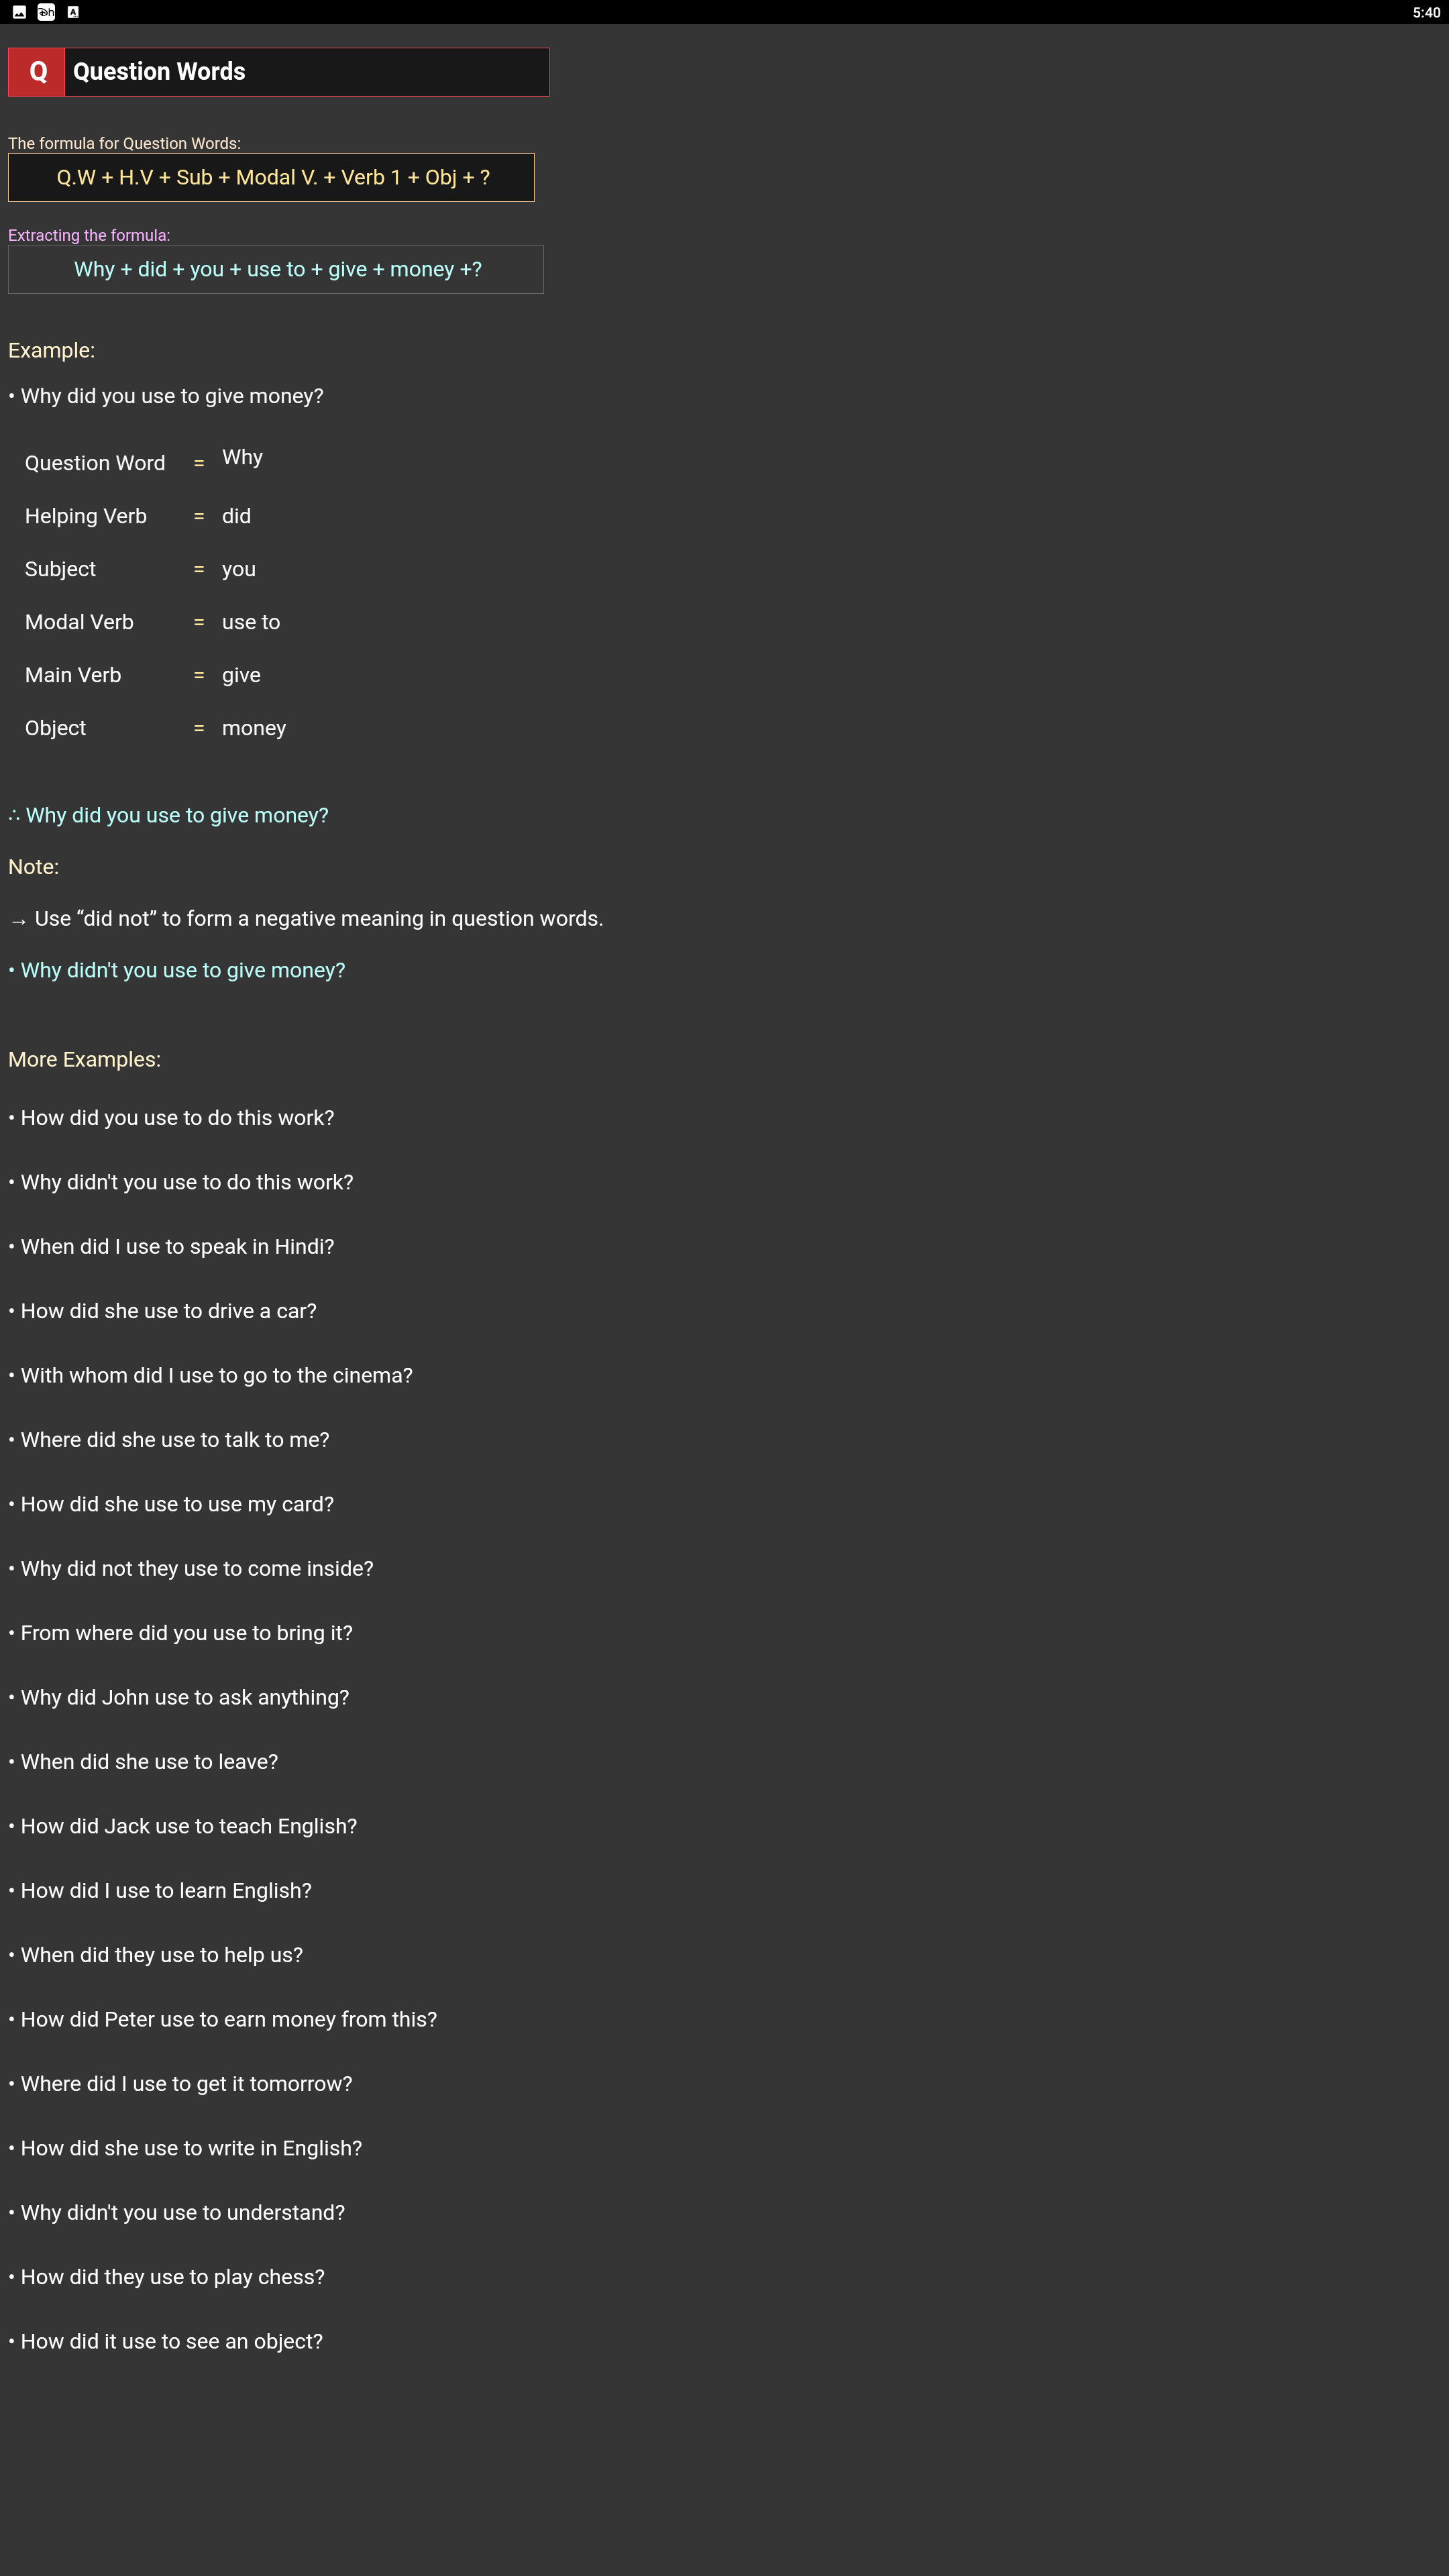 5:40
Q Question Words
The formula for Question Words:
Q.W + H.V + Sub + Modal V. + Verb 1 + Obj + ?
Extracting the formula:
Why + did + you + use to + give + money +?
Example:
• Why did you use to give money?
Question Word = Why
Helping Verb = did
Subject = you
Modal Verb = use to
Main Verb = give
Object = money
∴ Why did you use to give money?
Note:
→ Use “did not” to form a negative meaning in question words.
• Why didn't you use to give money?
More Examples:
• How did you use to do this work?
• Why didn't you use to do this work?
• When did I use to speak in Hindi?
• How did she use to drive a car?
• With whom did I use to go to the cinema?
• Where did she use to talk to me?
• How did she use to use my card?
• Why did not they use to come inside?
• From where did you use to bring it?
• Why did John use to ask anything?
• When did she use to leave?
• How did Jack use to teach English?
• How did I use to learn English?
• When did they use to help us?
• How did Peter use to earn money from this?
• Where did I use to get it tomorrow?
• How did she use to write in English?
• Why didn't you use to understand?
• How did they use to play chess?
• How did it use to see an object?